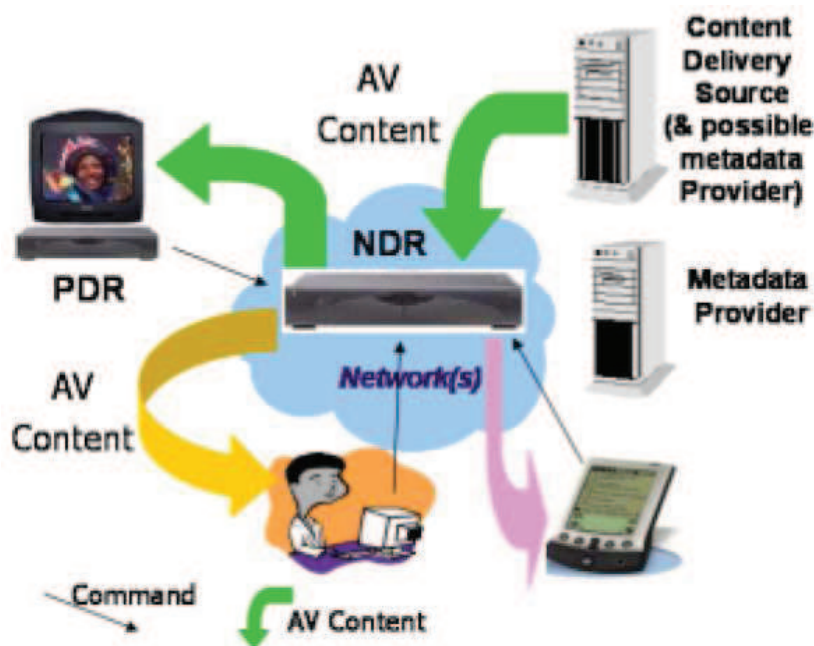 Content
Delivery
Source
(& possible
metadata
Provider)
AV
Content
NDR
PDR
Metadata
Provider
Network(s)
AV
Content
Command
AV Content